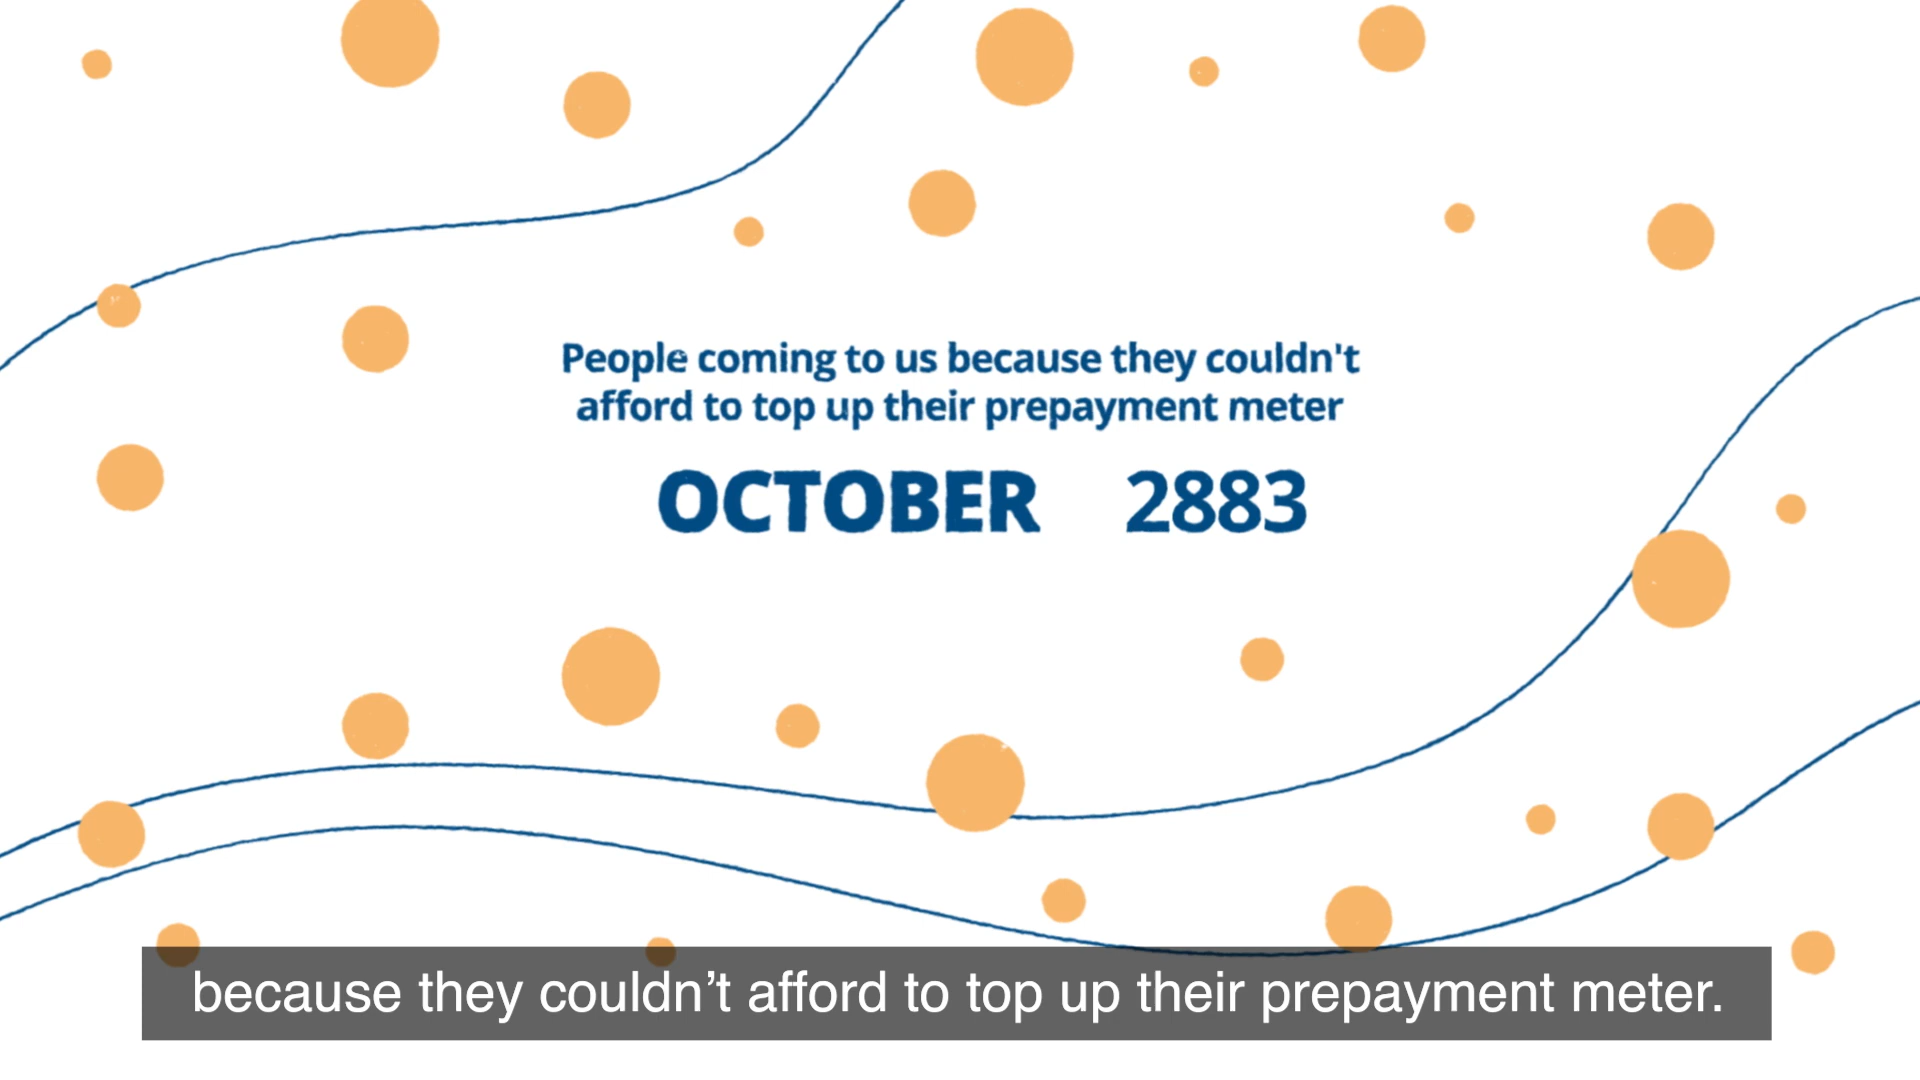 People coming to us because they couldn't
afford to top up their prepayment meter
OCTOBER 2883
because they couldn’t afford to top up their prepayment meter.